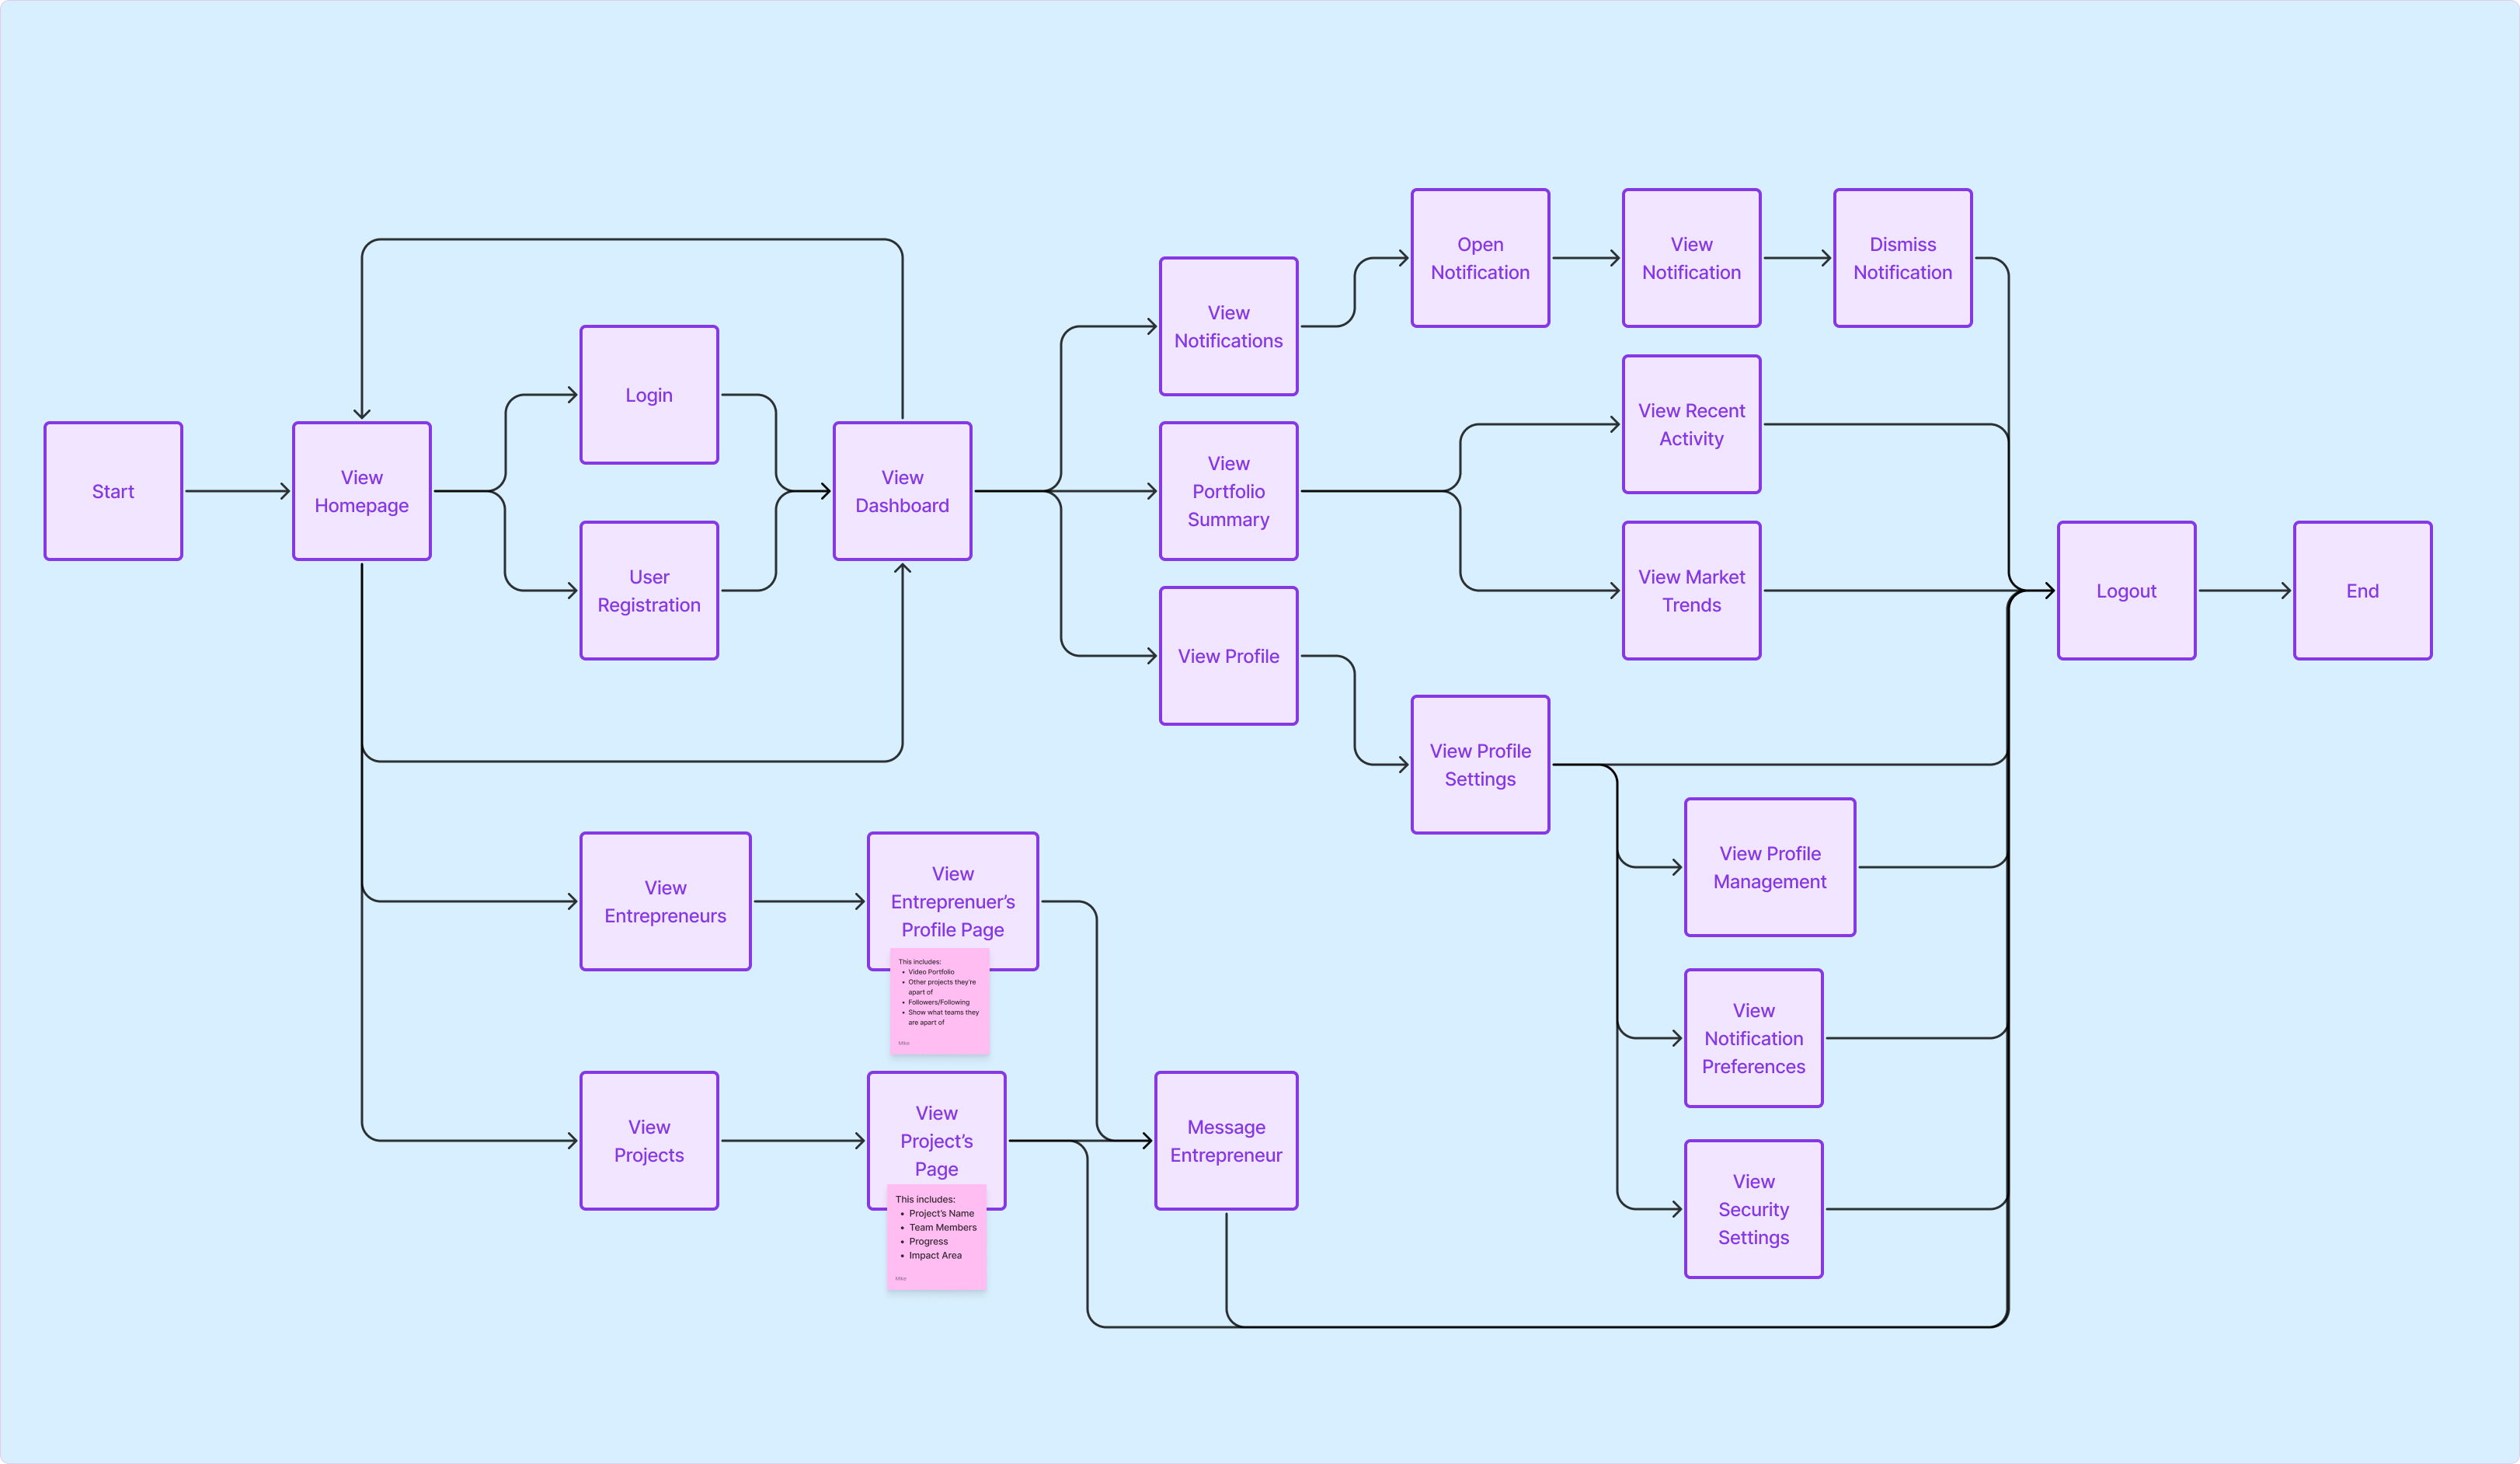 Start
View
Homepage
Login
User
Registration
View
Dashboard
View
Notifications
View
Portfolio
Summary
View Profile
Open
Notification
View
Notification
Dismiss
Notification
View Recent
Activity
View Market
Trends
Logout
End
View Profile
Settings
View Profile
Management
View
Notification
Preferences
View
Security
Settings
View
Entrepreneurs
View
Entreprenuer’s
Profile Page
This includes:
• Video Portfolio
• Other projects they're
apart of
• Followers/Following
• Show what teams they
are apart of
Mike
View
Projects
View
Project’s
Page
This includes:
• Project's Name
• Team Members
• Progress
• Impact Area
Mike
Message
Entrepreneur